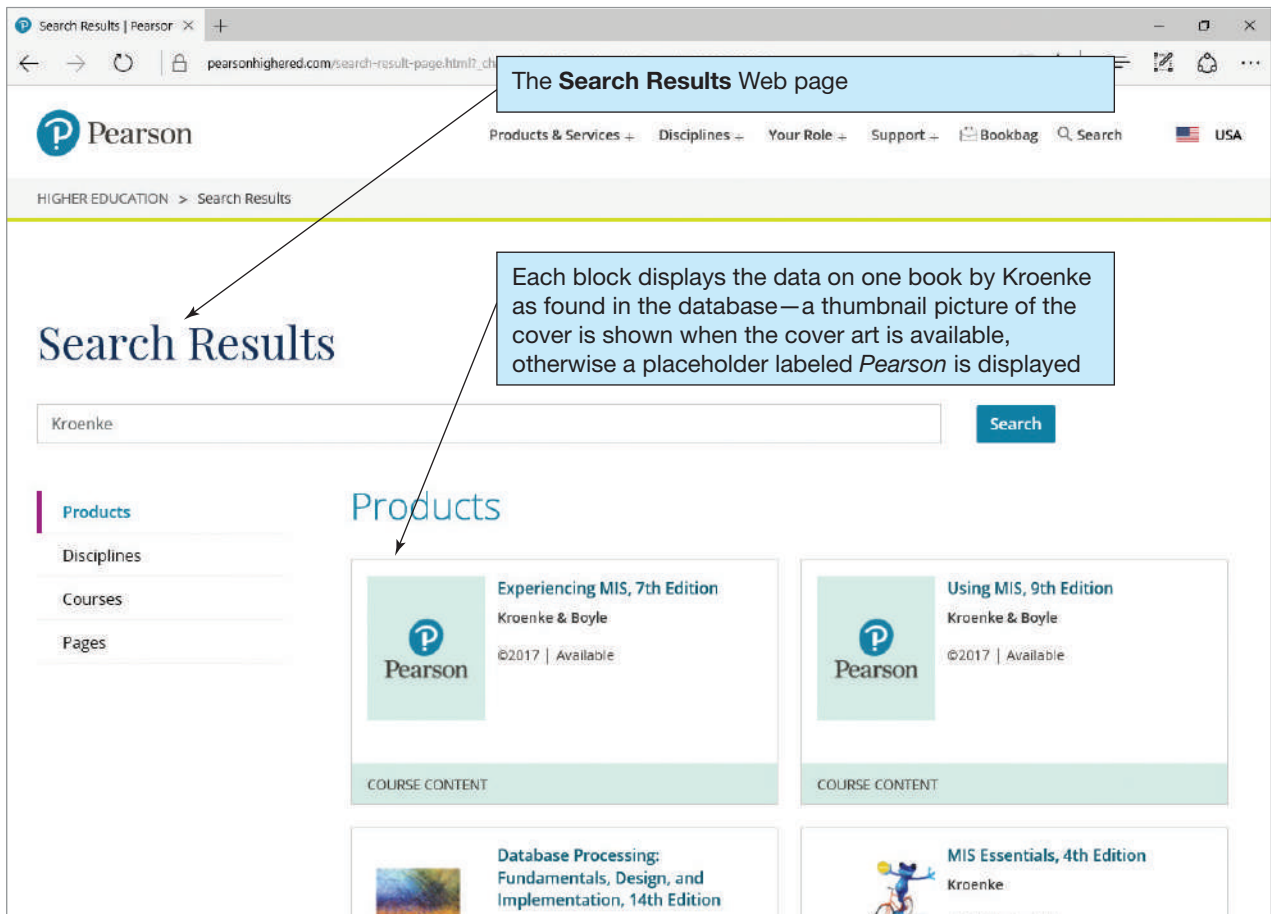 Search Results | Pearson
pearsonhighered.com/search-result-page.html?_ch
The Search Results Web page
Pearson
Products & Services +
Disciplines +
Your Role +
Support +
Bookbag
Search
USA
HIGHER EDUCATION > Search Results
Each block displays the data on one book by Kroenke
as found in the database—a thumbnail picture of the
cover is shown when the cover art is available,
otherwise a placeholder labeled Pearson is displayed
Search Results
Kroenke
Search
Products
Disciplines
Courses
Pages
Products
Pearson
Experiencing MIS, 7th Edition
Kroenke & Boyle
©2017 | Available
COURSE CONTENT
Pearson
Using MIS, 9th Edition
Kroenke & Boyle
©2017 | Available
COURSE CONTENT
Database Processing:
Fundamentals, Design, and
Implementation, 14th Edition
MIS Essentials, 4th Edition
Kroenke